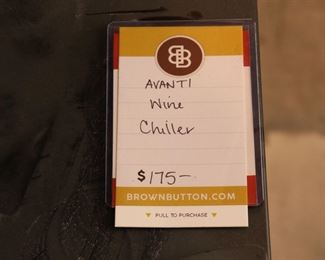 BB
AVANTI
Wine
Chiller
$175-
BROWNBUTTON.COM
PULL TO PURCHASE